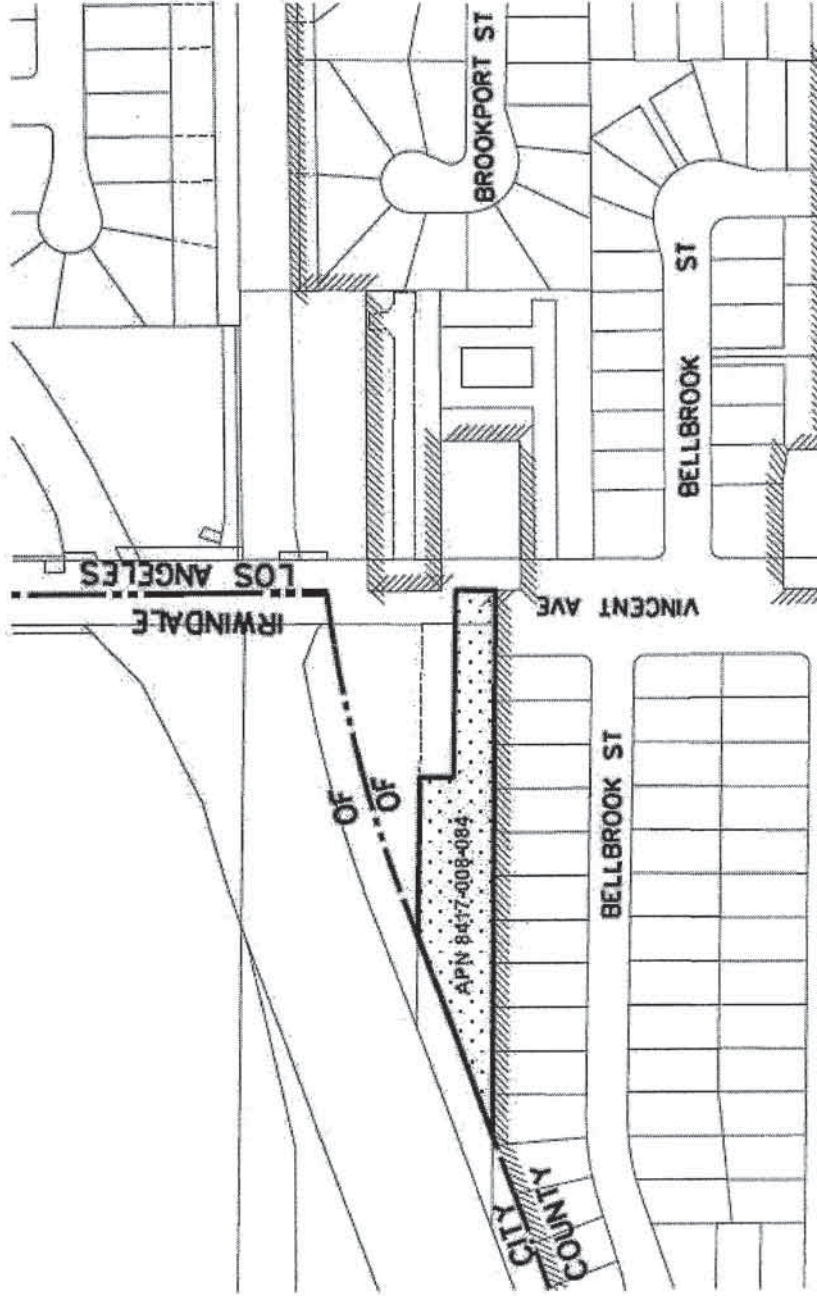 BROOKPORT ST
BELLBROOK ST
LOS ANGELES
IRWINDALE
VINCENT AVE
OF
OF
APN 8417-008-084
BELLBROOK ST
CITY
COUNTY